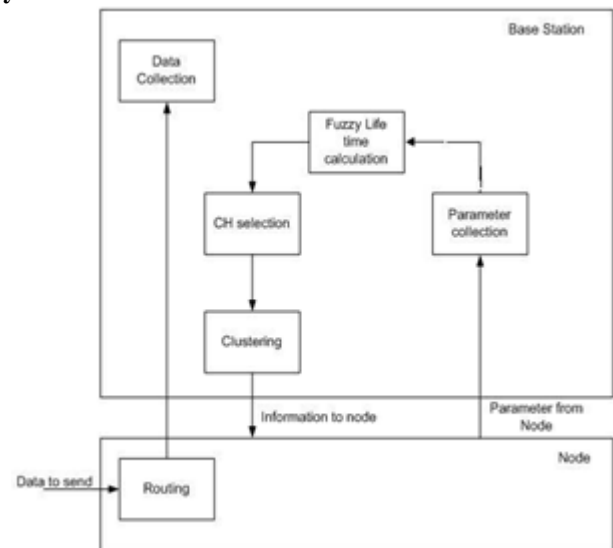 y
Base Station
Data
Collection
Fuzzy Life
time
calculation
CH selection
Parameter
collection
Clustering
Information to node
Parameter from
Node
Node
Data to send
Routing